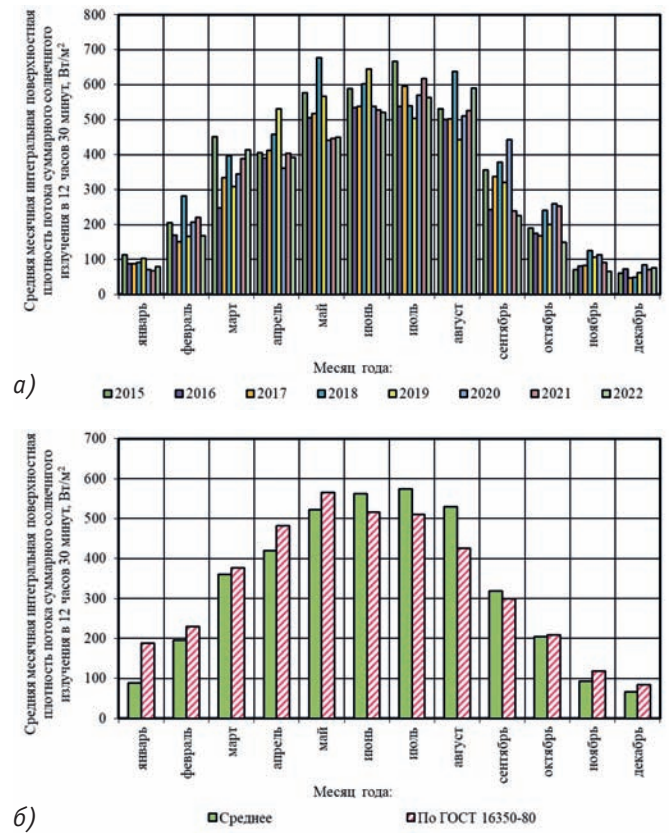 Средняя месячная интегральная поверхностная
плотность потока суммарного солнечного
излучения в 12 часов 30 минут, Вт/м²
800
700
600
500
400
300
200
100
0
январь
февраль
март
апрель
май
июнь
июль
август
сентябрь
октябрь
ноябрь
декабрь
Месяц года:
а)
2015 2016 2017 2018 2019 2020 2021 2022
Средняя месячная интегральная поверхностная
плотность потока суммарного солнечного
излучения в 12 часов 30 минут, Вт/м²
700
600
500
400
300
200
100
0
январь
февраль
март
апрель
май
июнь
июль
август
сентябрь
октябрь
ноябрь
декабрь
Месяц года:
б)
Среднее По ГОСТ 16350-80